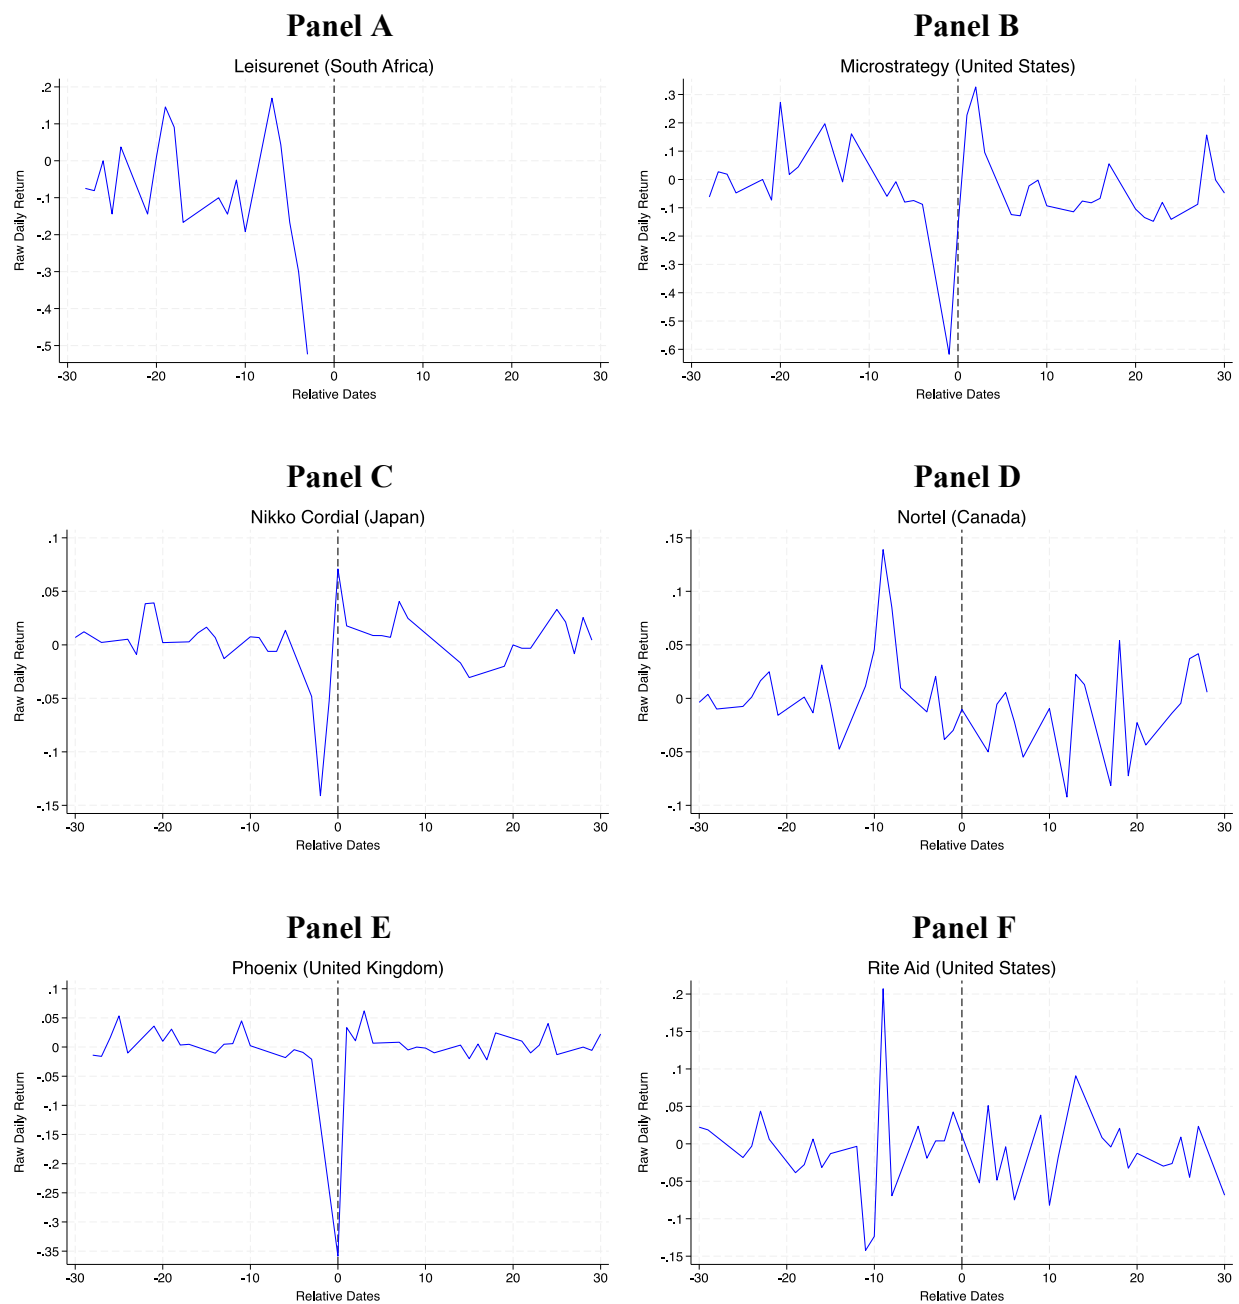 Panel A
Leisurenet (South Africa)
.2
.1
0
-.1
-.2
-.3
-.4
-.5
Raw Daily Return
-30 -20 -10 0 10 20 30
Relative Dates
Panel B
Microstrategy (United States)
.3
.2
.1
0
-.1
-.2
-.3
-.4
-.5
-.6
Raw Daily Return
-30 -20 -10 0 10 20 30
Relative Dates
Panel C
Nikko Cordial (Japan)
.1
.05
0
-.05
-.1
-.15
Raw Daily Return
-30 -20 -10 0 10 20 30
Relative Dates
Panel D
Nortel (Canada)
.15
.1
.05
0
-.05
-.1
Raw Daily Return
-30 -20 -10 0 10 20 30
Relative Dates
Panel E
Phoenix (United Kingdom)
.1
.05
0
-.05
-.1
-.15
-.2
-.25
-.3
-.35
Raw Daily Return
-30 -20 -10 0 10 20 30
Relative Dates
Panel F
Rite Aid (United States)
.2
.15
.1
.05
0
-.05
-.1
-.15
Raw Daily Return
-30 -20 -10 0 10 20 30
Relative Dates